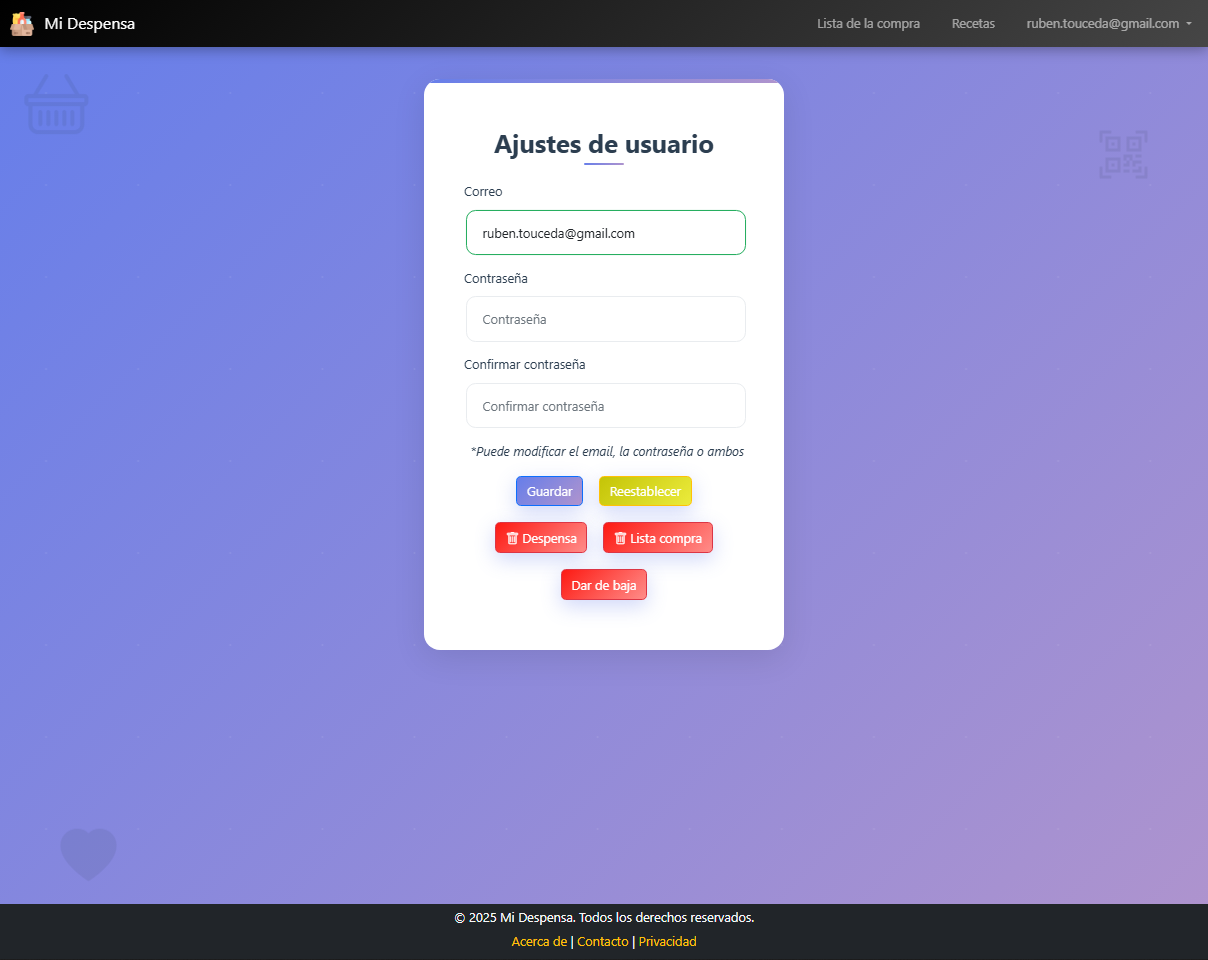 Mi Despensa
Lista de la compra
Recetas
ruben.touceda@gmail.com
Ajustes de usuario
Correo
ruben.touceda@gmail.com
Contraseña
Contraseña
Confirmar contraseña
Confirmar contraseña
*Puede modificar el email, la contraseña o ambos
Guardar
Reestablecer
Despensa
Lista compra
Dar de baja
© 2025 Mi Despensa. Todos los derechos reservados.
Acerca de | Contacto | Privacidad